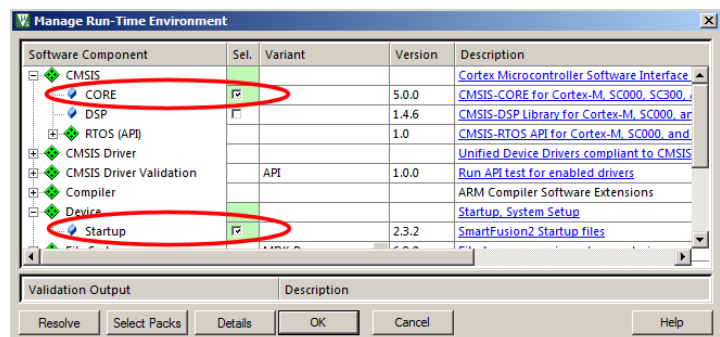 Manage Run-Time Environment
Software Component Sel. Variant Version Description
CMSIS Cortex Microcontroller Software Interface
CORE 5.0.0 CMSIS-CORE for Cortex-M, SC000, SC300,
DSP 1.4.6 CMSIS-DSP Library for Cortex-M, SC000, ar
RTOS (API) 1.0 CMSIS-RTOS API for Cortex-M, SC000, and
CMSIS Driver Unified Device Drivers compliant to CMSIS
CMSIS Driver Validation API 1.0.0 Run API test for enabled drivers
Compiler ARM Compiler Software Extensions
Device Startup, System Setup
Startup 2.3.2 SmartFusion2 Startup files
Validation Output Description
Resolve Select Packs Details OK Cancel Help